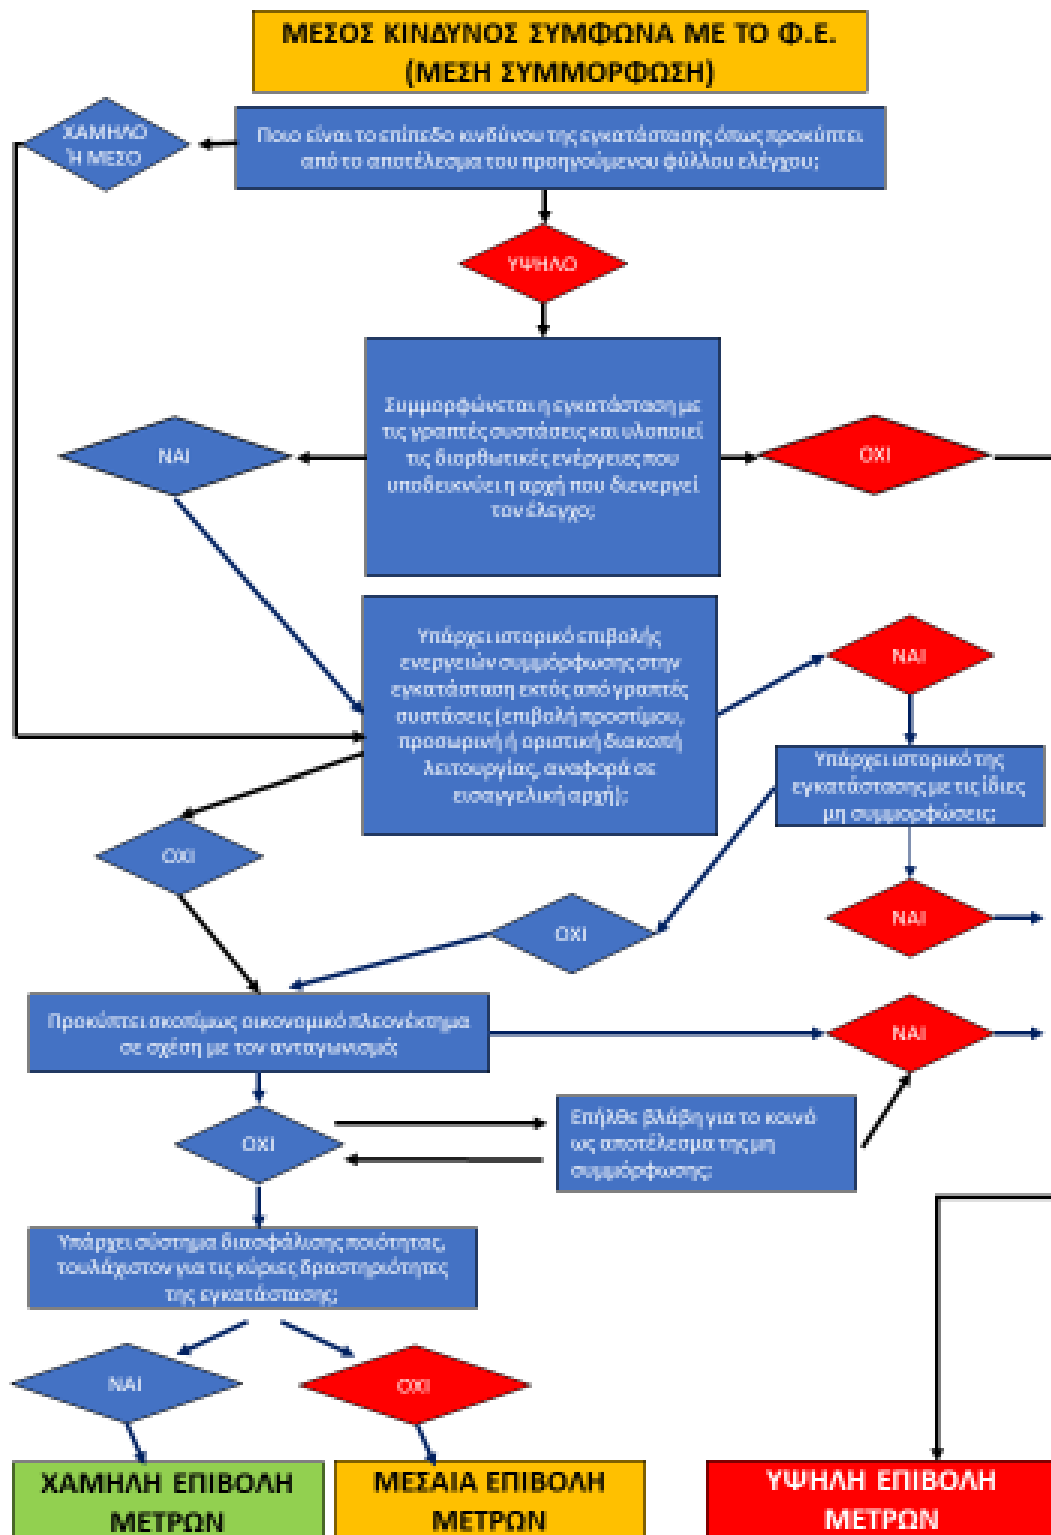 ΜΕΣΟΣ ΚΙΝΔΥΝΟΣ ΣΥΜΦΩΝΑ ΜΕ ΤΟ Φ.Ε.
(ΜΕΣΗ ΣΥΜΜΟΡΦΩΣΗ)
ΧΑΜΗΛΟ
Ή ΜΕΣΟ
Ποιο είναι το επίπεδο κινδύνου της εγκατάστασης όπως προκύπτει
από το αποτέλεσμα του προηγούμενου φύλλου ελέγχου;
ΥΨΗΛΟ
Συμμορφώνεται η εγκατάσταση με
τις γραπτές συστάσεις και υλοποιεί
τις διορθωτικές ενέργειες που
υποδεικνύει η αρχή που διενεργεί
τον έλεγχο;
ΝΑΙ
ΟΧΙ
Υπάρχει ιστορικό επιβολής
ενεργειών συμμόρφωσης στην
εγκατάσταση εκτός από γραπτές
συστάσεις (επιβολή προστίμου,
προσωρινή ή οριστική διακοπή
λειτουργίας, αναφορά σε
εισαγγελική αρχή);
ΝΑΙ
Υπάρχει ιστορικό της
εγκατάστασης με τις ίδιες
μη συμμορφώσεις;
ΟΧΙ
ΝΑΙ
ΟΧΙ
Προκύπτει σκοπίμως οικονομικό πλεονέκτημα
σε σχέση με τον ανταγωνισμό;
ΝΑΙ
ΟΧΙ
Επήλθε βλάβη για το κοινό
ως αποτέλεσμα της μη
συμμόρφωσης;
Υπάρχει σύστημα διασφάλισης ποιότητας,
τουλάχιστον για τις κύριες δραστηριότητες
της εγκατάστασης;
ΝΑΙ
ΟΧΙ
ΧΑΜΗΛΗ ΕΠΙΒΟΛΗ
ΜΕΤΡΩΝ
ΜΕΣΑΙΑ ΕΠΙΒΟΛΗ
ΜΕΤΡΩΝ
ΥΨΗΛΗ ΕΠΙΒΟΛΗ
ΜΕΤΡΩΝ